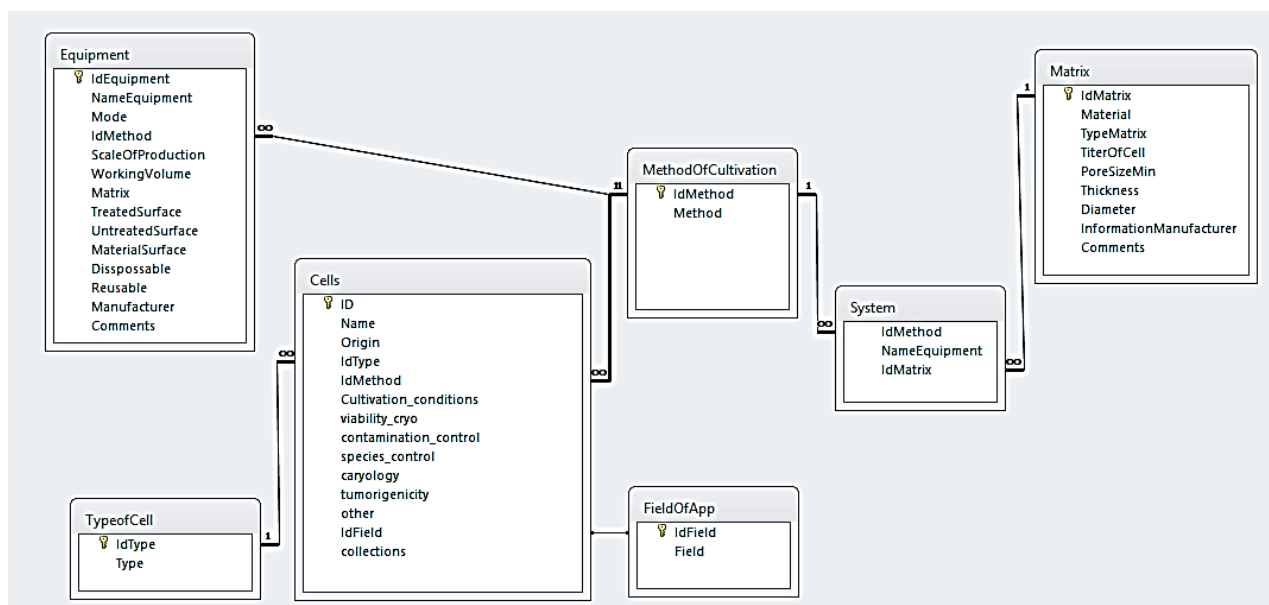 Equipment
IdEquipment
NameEquipment
Mode
IdMethod
ScaleOfProduction
WorkingVolume
Matrix
TreatedSurface
UntreatedSurface
MaterialSurface
Disspossable
Reusable
Manufacturer
Comments
∞
11
MethodOfCultivation
IdMethod
Method
1
∞
System
IdMethod
NameEquipment
IdMatrix
∞
1
Matrix
IdMatrix
Material
TypeMatrix
TiterOfCell
PoreSizeMin
Thickness
Diameter
InformationManufacturer
Comments
Cells
ID
Name
Origin
IdType
IdMethod
Cultivation_conditions
viability_cryo
contamination_control
species_control
caryology
tumorigenicity
other
IdField
collections
∞
∞
1
TypeofCell
IdType
Type
FieldOfApp
IdField
Field